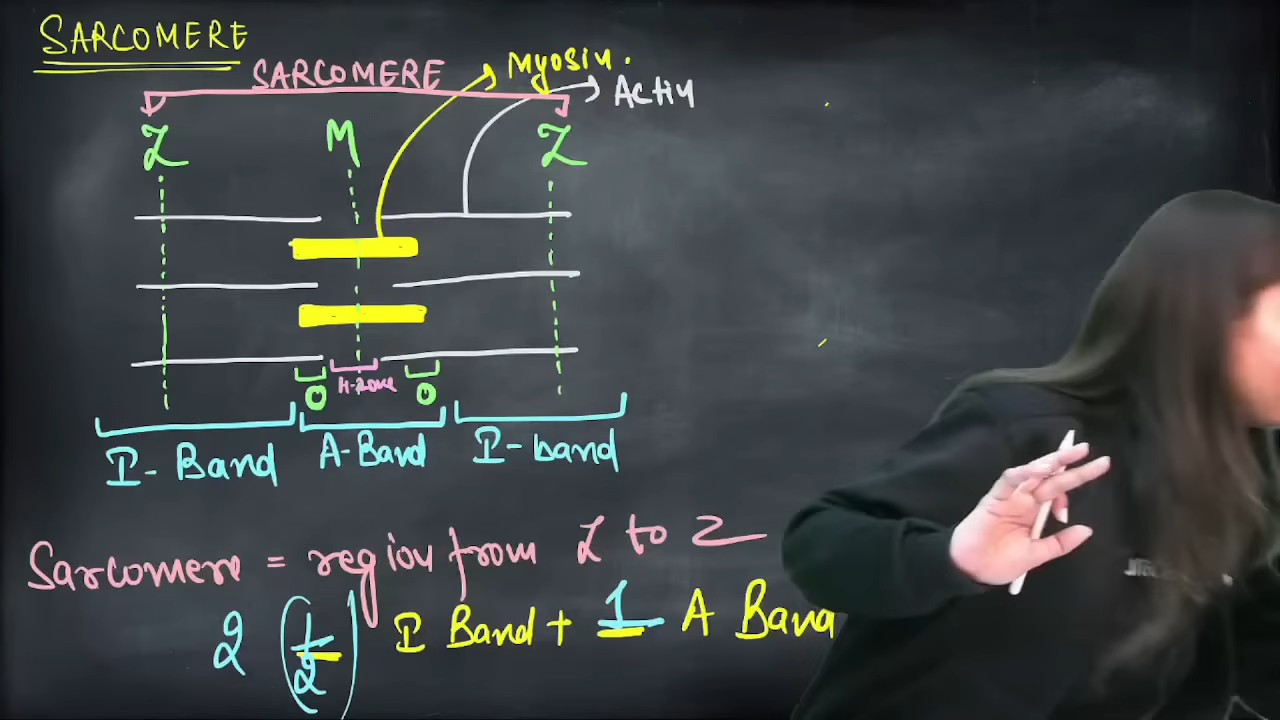 SARCOMERE
SARCOMERE
Myosin.
Actin
Z M Z
H-zone
O O
I-Band A-Band I-band
Sarcomere = region from Z to Z
2 (1/2) I Band + 1 A Band